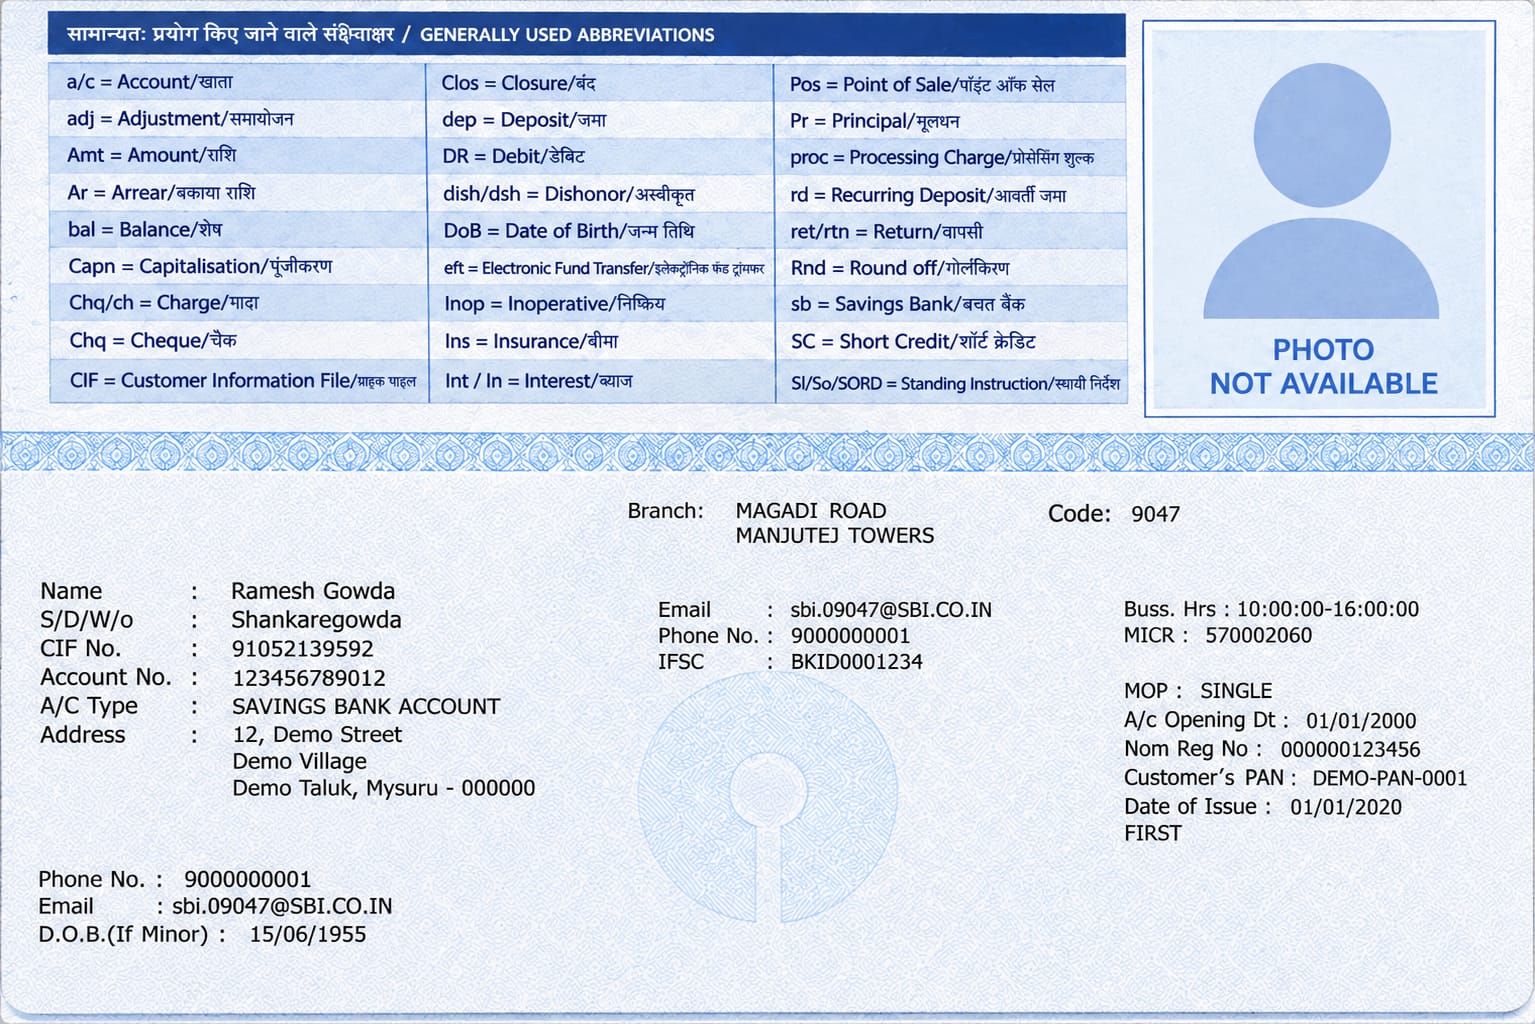 सामान्यतः प्रयोग किए जाने वाले संक्षिप्ताक्षर / GENERALLY USED ABBREVIATIONS
a/c = Account/खाता
adj = Adjustment/समायोजन
Amt = Amount/राशि
Ar = Arrear/बकाया राशि
bal = Balance/शेष
Capn = Capitalisation/पूंजीकरण
Chq/ch = Charge/मादा
Chq = Cheque/चेक
CIF = Customer Information File/ग्राहक पाहल
Clos = Closure/बंद
dep = Deposit/जमा
DR = Debit/डेबिट
dish/dsh = Dishonor/अस्वीकृत
DoB = Date of Birth/जन्म तिथि
eft = Electronic Fund Transfer/
Inop = Inoperative/निष्क्रिय
Ins = Insurance/बीमा
Int / In = Interest/ब्याज
Pos = Point of Sale/पॉइंट ऑक सेल
Pr = Principal/मूलधन
proc = Processing Charge/प्रोसेसिंग शुल्क
rd = Recurring Deposit/आवर्ती जमा
ret/rtn = Return/वापसी
Rnd = Round off/
sb = Savings Bank/बचत बैंक
SC = Short Credit/शॉर्ट क्रेडिट
SI/So/SORD = Standing Instruction/स्थायी निर्देश
PHOTO
NOT AVAILABLE
Branch: MAGADI ROAD
MANJUTEJ TOWERS
Code: 9047
Name : Ramesh Gowda
S/D/W/o : Shankaregowda
CIF No. : 91052139592
Account No. : 123456789012
A/C Type : SAVINGS BANK ACCOUNT
Address : 12, Demo Street
Demo Village
Demo Taluk, Mysuru - 000000
Email : sbi.09047@SBI.CO.IN
Phone No. : 9000000001
IFSC : BKID0001234
Buss. Hrs : 10:00:00-16:00:00
MICR : 570002060
MOP : SINGLE
A/c Opening Dt : 01/01/2000
Nom Reg No : 000000123456
Customer's PAN : DEMO-PAN-0001
Date of Issue : 01/01/2020
FIRST
Phone No. : 9000000001
Email : sbi.09047@SBI.CO.IN
D.O.B.(If Minor) : 15/06/1955